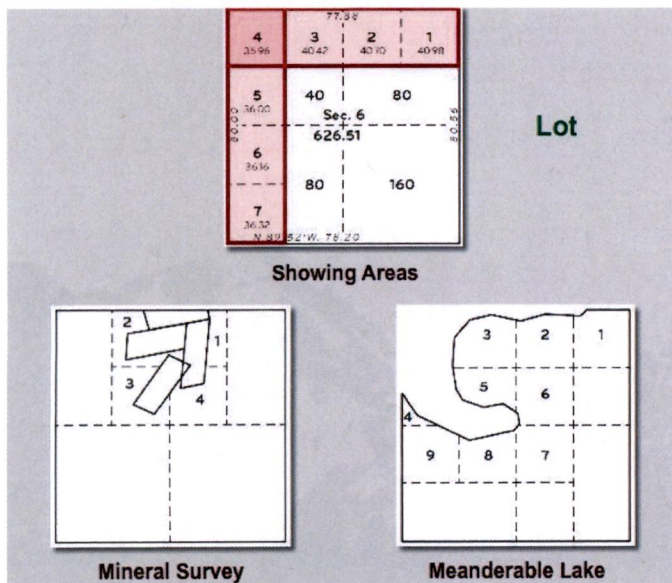 77.88
4 3 2 1
35.96 40.42 40.70 40.98
5 40 80
36.00
Sec. 6
80.00 626.51 80.56
Lot
6
36.16 80 160
7
36.32
N. 89°52'W. 78.20
Showing Areas
2 1
3 4
3 2 1
5 6
4
9 8 7
Mineral Survey Meanderable Lake